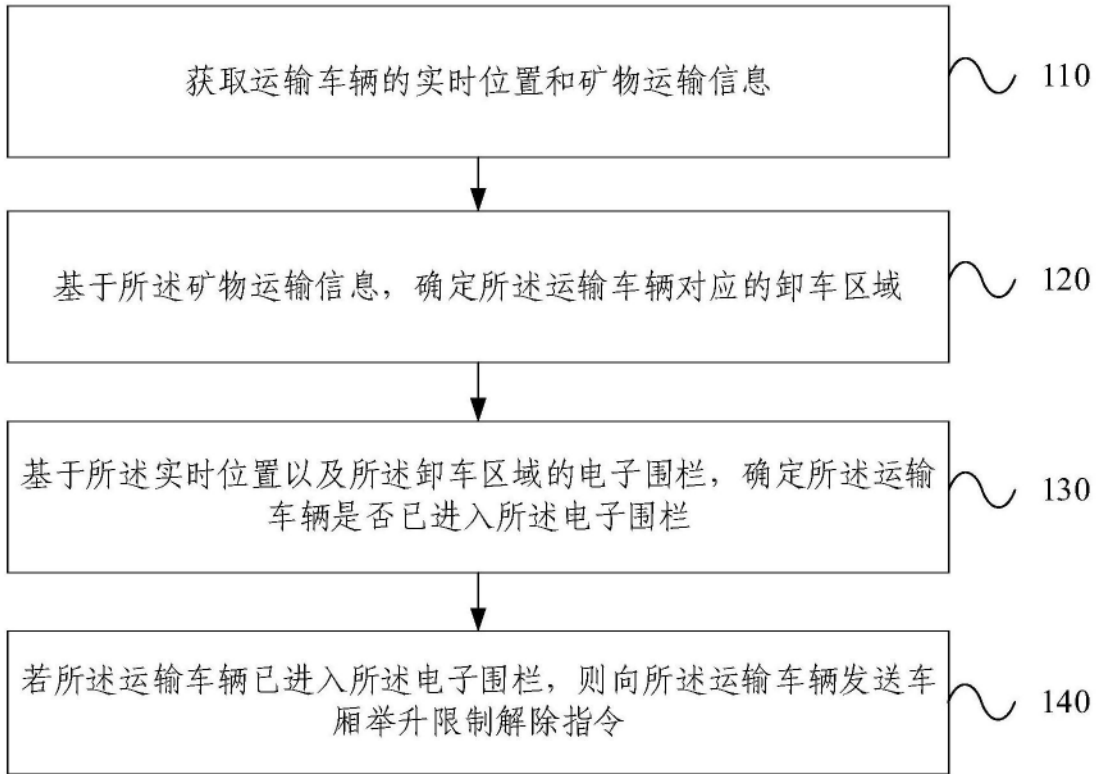 获取运输车辆的实时位置和矿物运输信息
110
基于所述矿物运输信息，确定所述运输车辆对应的卸车区域
120
基于所述实时位置以及所述卸车区域的电子围栏，确定所述运输
车辆是否已进入所述电子围栏
130
若所述运输车辆已进入所述电子围栏，则向所述运输车辆发送车
厢举升限制解除指令
140